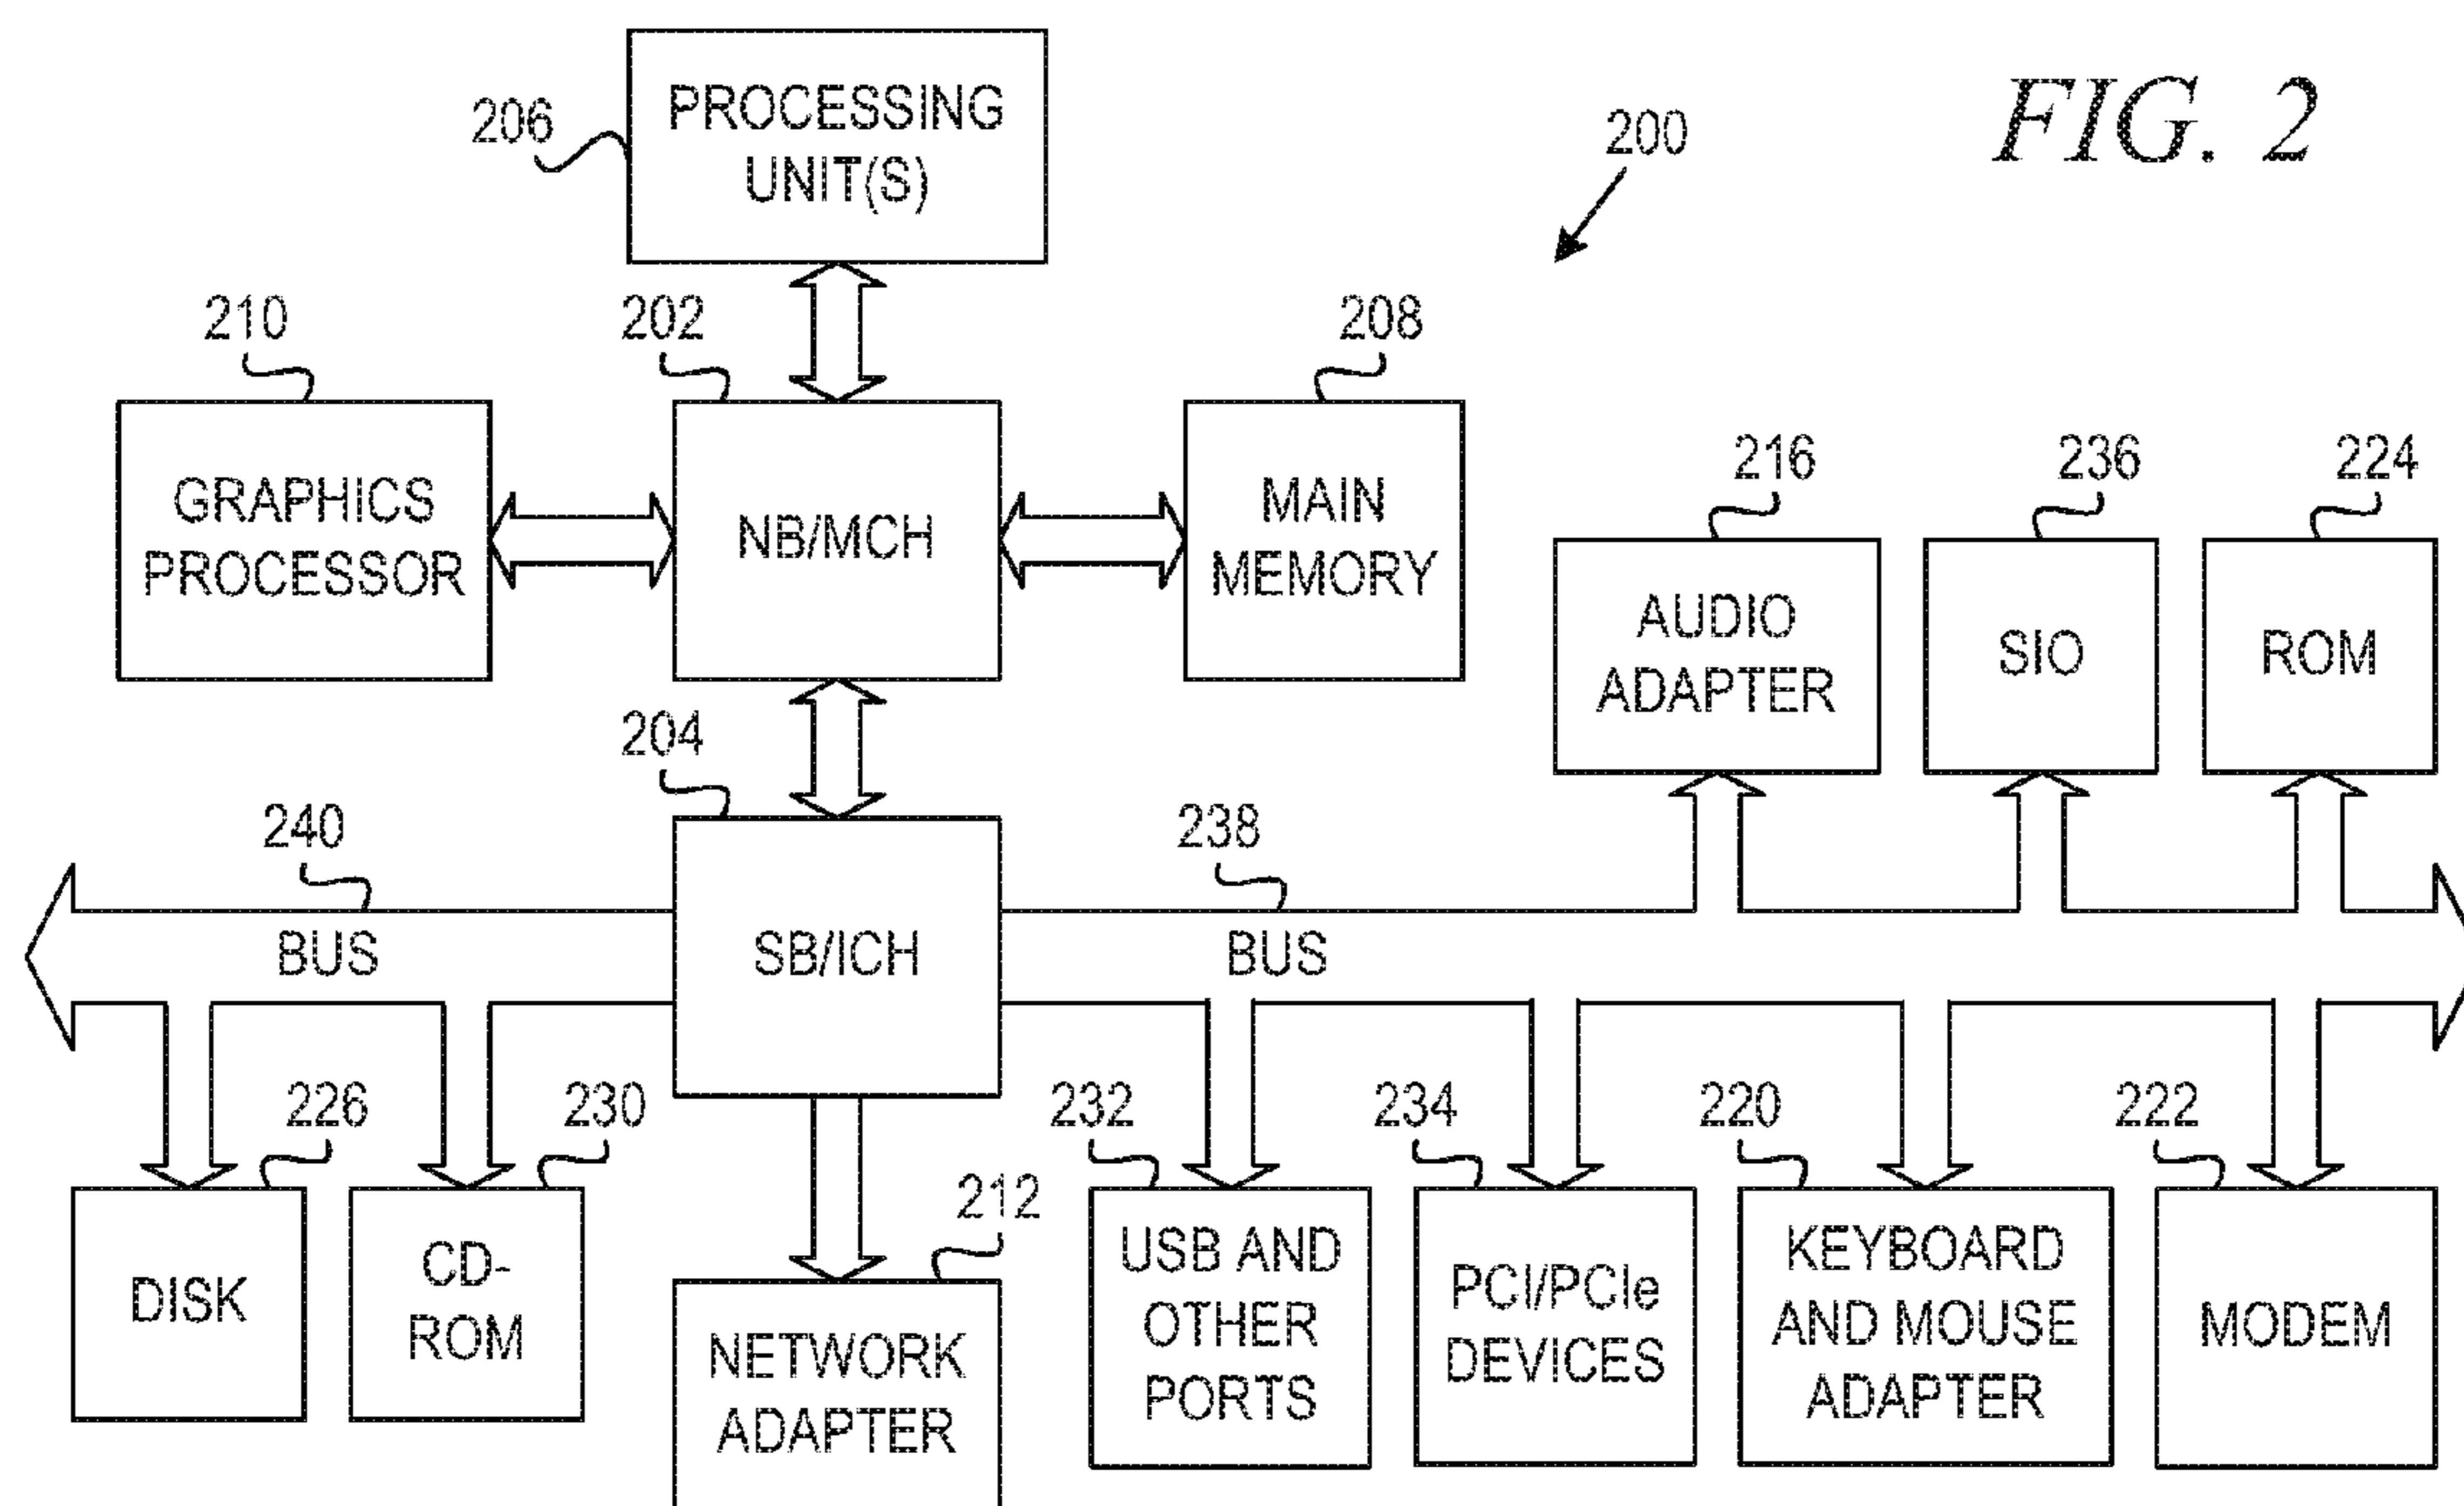 FIG. 2
200
206
PROCESSING
UNIT(S)
210
202
208
GRAPHICS
PROCESSOR
NB/MCH
MAIN
MEMORY
216
236
224
AUDIO
ADAPTER
SIO
ROM
204
240
238
BUS
SB/ICH
BUS
226
230
232
234
220
222
212
DISK
CD-
ROM
NETWORK
ADAPTER
USB AND
OTHER
PORTS
PCI/PCIe
DEVICES
KEYBOARD
AND MOUSE
ADAPTER
MODEM